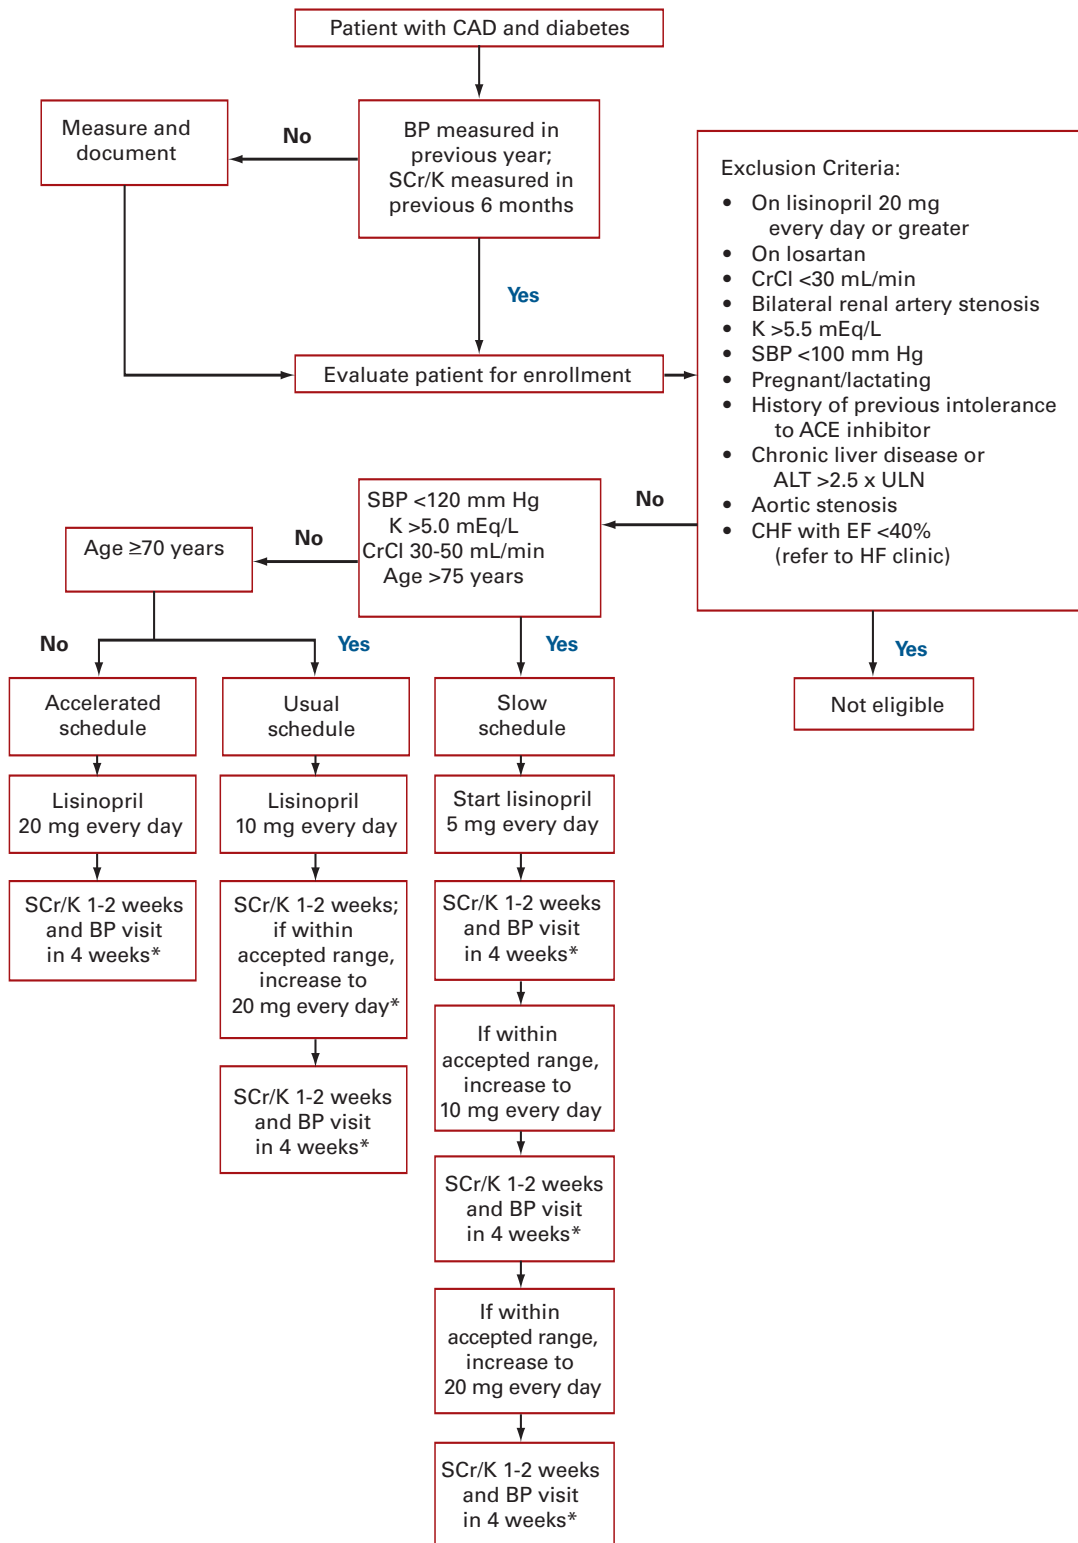 Patient with CAD and diabetes
Measure and
document
No
BP measured in
previous year;
SCr/K measured in
previous 6 months
Yes
Evaluate patient for enrollment
Exclusion Criteria:
• On lisinopril 20 mg
every day or greater
• On losartan
• CrCl <30 mL/min
• Bilateral renal artery stenosis
• K >5.5 mEq/L
• SBP <100 mm Hg
• Pregnant/lactating
• History of previous intolerance
to ACE inhibitor
• Chronic liver disease or
ALT >2.5 x ULN
• Aortic stenosis
• CHF with EF <40%
(refer to HF clinic)
No
Yes
Not eligible
SBP <120 mm Hg
K >5.0 mEq/L
CrCl 30-50 mL/min
Age >75 years
No
Yes
Age ≥70 years
No
Yes
Accelerated
schedule
Lisinopril
20 mg every day
SCr/K 1-2 weeks
and BP visit
in 4 weeks*
Usual
schedule
Lisinopril
10 mg every day
SCr/K 1-2 weeks;
if within
accepted range,
increase to
20 mg every day*
SCr/K 1-2 weeks
and BP visit
in 4 weeks*
Slow
schedule
Start lisinopril
5 mg every day
SCr/K 1-2 weeks
and BP visit
in 4 weeks*
If within
accepted range,
increase to
10 mg every day
SCr/K 1-2 weeks
and BP visit
in 4 weeks*
If within
accepted range,
increase to
20 mg every day
SCr/K 1-2 weeks
and BP visit
in 4 weeks*